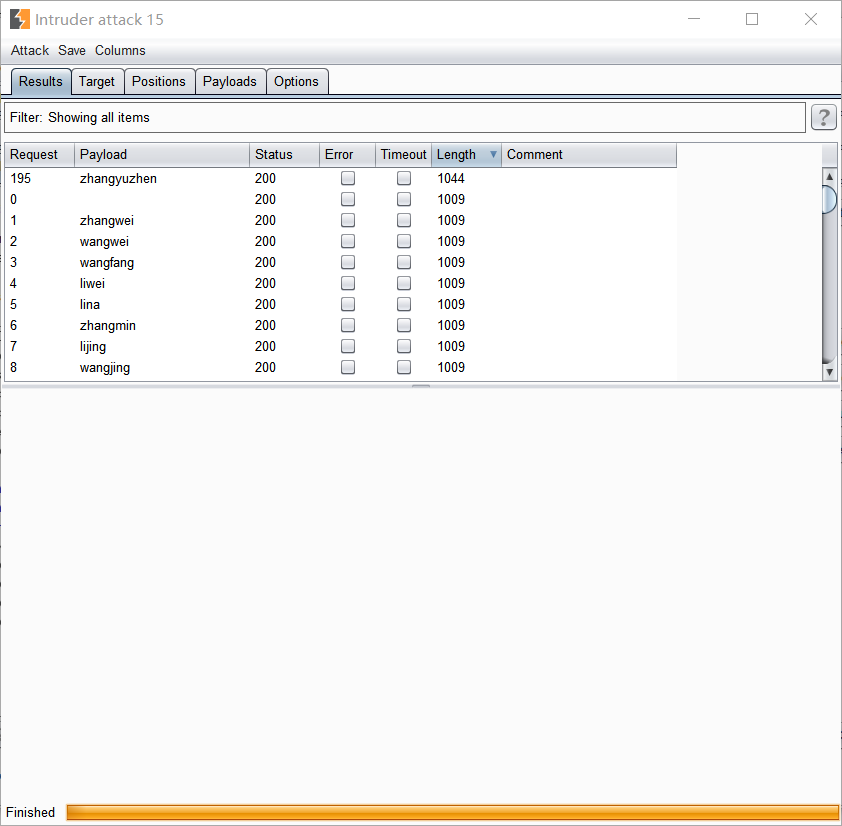 Intruder attack 15
Attack Save Columns
Results Target Positions Payloads Options
Filter: Showing all items
?
Request Payload Status Error Timeout Length Comment
195 zhangyuzhen 200 1044
0 200 1009
1 zhangwei 200 1009
2 wangwei 200 1009
3 wangfang 200 1009
4 liwei 200 1009
5 lina 200 1009
6 zhangmin 200 1009
7 lijing 200 1009
8 wangjing 200 1009
Finished